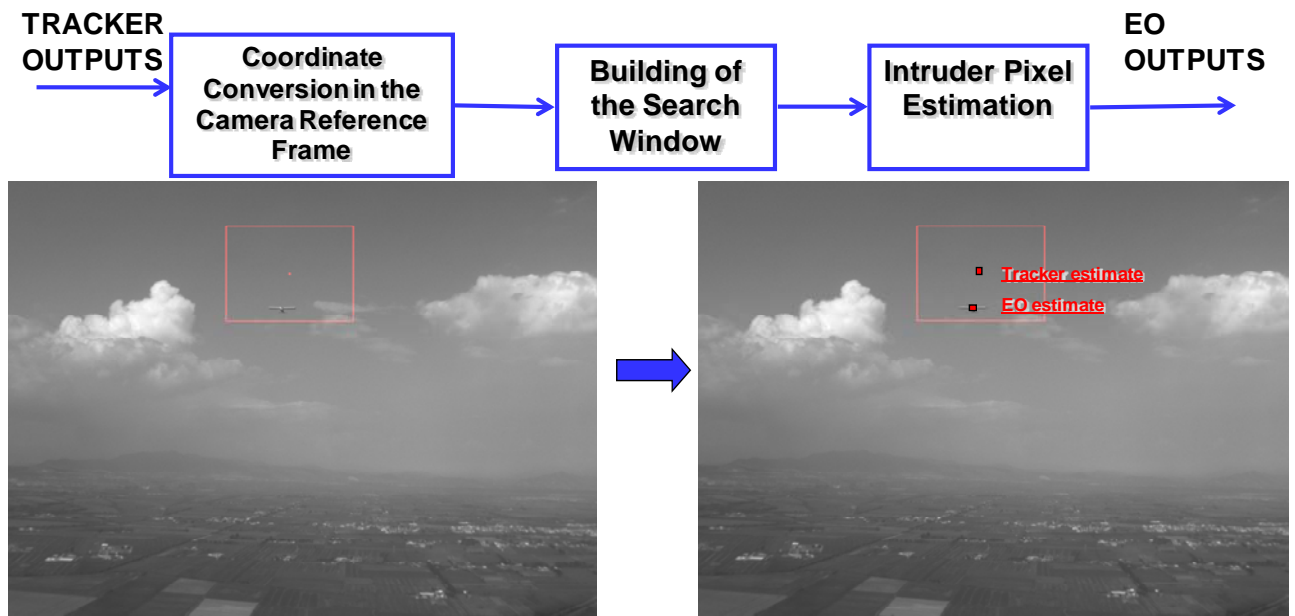 TRACKER
OUTPUTS
Coordinate
Conversion in the
Camera Reference
Frame
Building of
the Search
Window
Intruder Pixel
Estimation
EO
OUTPUTS
Tracker estimate
EO estimate